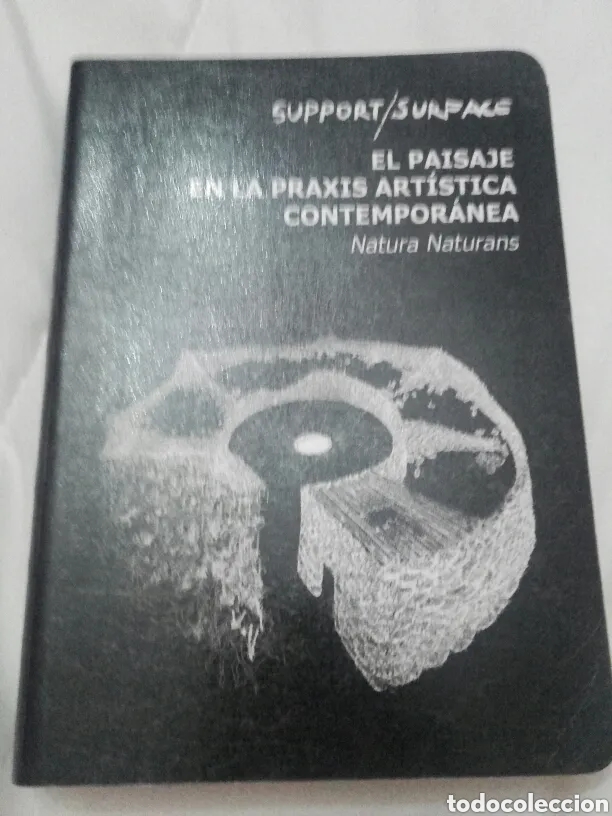 SUPPORT/SURFACE
EL PAISAJE
EN LA PRAXIS ARTÍSTICA
CONTEMPORÁNEA
Natura Naturans
todocoleccion